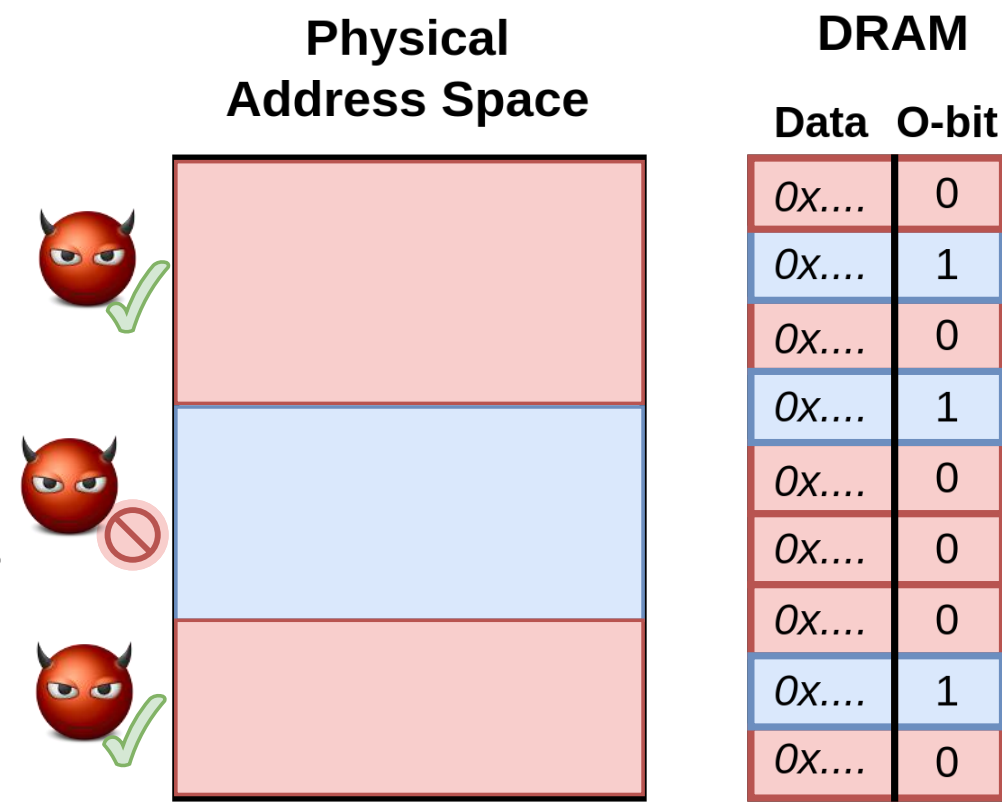 Physical
Address Space
DRAM
Data O-bit
0x.... 0
0x.... 1
0x.... 0
0x.... 1
0x.... 0
0x.... 0
0x.... 0
0x.... 1
0x.... 0